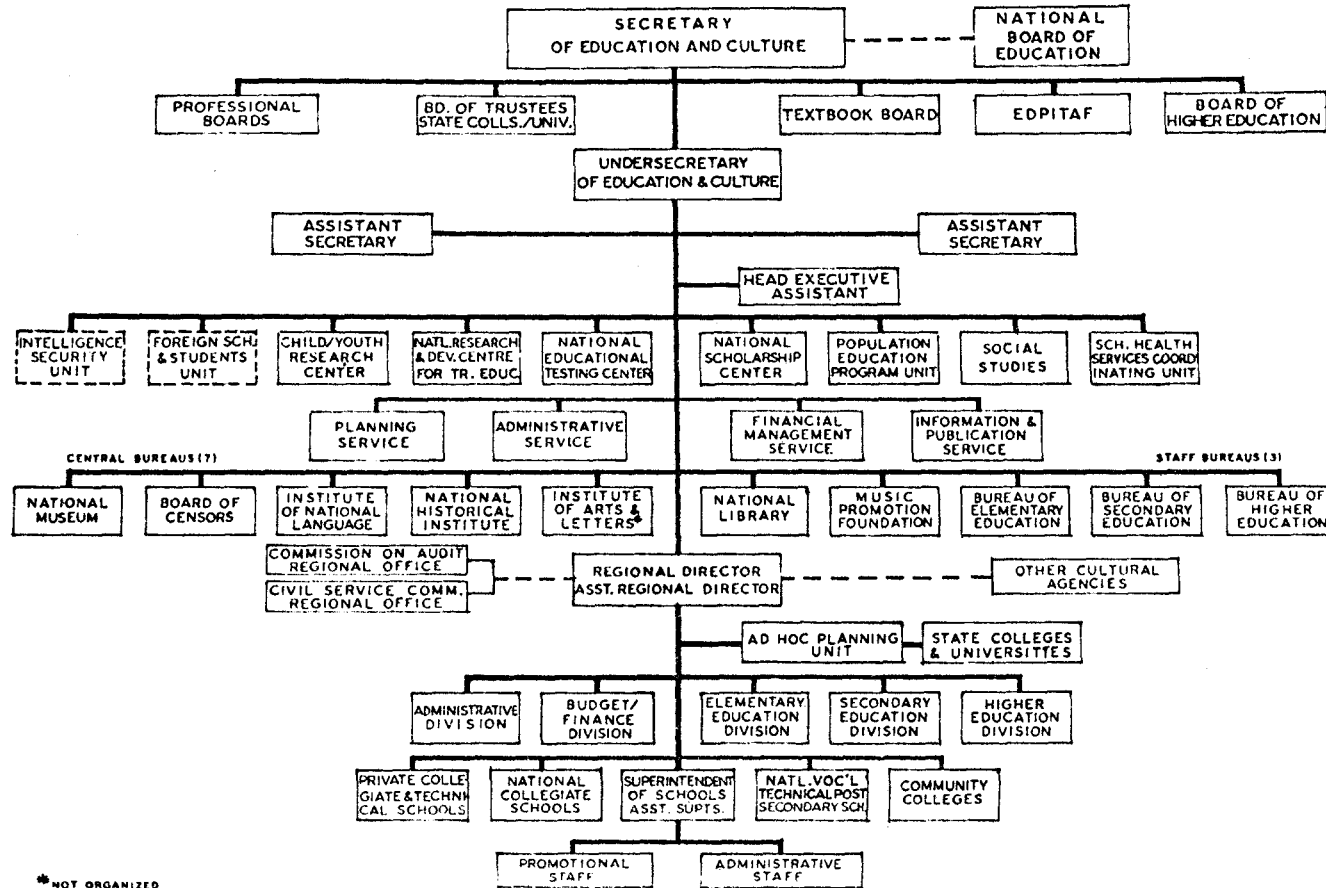 SECRETARY
OF EDUCATION AND CULTURE
NATIONAL
BOARD OF
EDUCATION
PROFESSIONAL
BOARDS
BD. OF TRUSTEES
STATE COLLS./UNIV.
TEXTBOOK BOARD
EDPITAF
BOARD OF
HIGHER EDUCATION
UNDERSECRETARY
OF EDUCATION & CULTURE
ASSISTANT
SECRETARY
ASSISTANT
SECRETARY
HEAD EXECUTIVE
ASSISTANT
INTELLIGENCE
SECURITY
UNIT
FOREIGN SCH.
& STUDENTS
UNIT
CHILD/YOUTH
RESEARCH
CENTER
NATL. RESEARCH
& DEV. CENTRE
FOR TR. EDUC.
NATIONAL
EDUCATIONAL
TESTING CENTER
NATIONAL
SCHOLARSHIP
CENTER
POPULATION
EDUCATION
PROGRAM UNIT
SOCIAL
STUDIES
SCH. HEALTH
SERVICES COORD
INATING UNIT
PLANNING
SERVICE
ADMINISTRATIVE
SERVICE
FINANCIAL
MANAGEMENT
SERVICE
INFORMATION &
PUBLICATION
SERVICE
CENTRAL BUREAUS (7)
STAFF BUREAUS (3)
NATIONAL
MUSEUM
BOARD OF
CENSORS
INSTITUTE
OF NATIONAL
LANGUAGE
NATIONAL
HISTORICAL
INSTITUTE
INSTITUTE
OF ARTS &
LETTERS*
NATIONAL
LIBRARY
MUSIC
PROMOTION
FOUNDATION
BUREAU OF
ELEMENTARY
EDUCATION
BUREAU OF
SECONDARY
EDUCATION
BUREAU OF
HIGHER
EDUCATION
COMMISSION ON AUDIT
REGIONAL OFFICE
CIVIL SERVICE COMM.
REGIONAL OFFICE
REGIONAL DIRECTOR
ASST. REGIONAL DIRECTOR
OTHER CULTURAL
AGENCIES
AD HOC PLANNING
UNIT
STATE COLLEGES
& UNIVERSITTES
ADMINISTRATIVE
DIVISION
BUDGET/
FINANCE
DIVISION
ELEMENTARY
EDUCATION
DIVISION
SECONDARY
EDUCATION
DIVISION
HIGHER
EDUCATION
DIVISION
PRIVATE COLLE-
GIATE & TECHNI
CAL SCHOOLS
NATIONAL
COLLEGIATE
SCHOOLS
SUPERINTENDENT
OF SCHOOLS
ASST. SUPTS.
NATL. VOC'L
TECHNICAL POST
SECONDARY SCH.
COMMUNITY
COLLEGES
PROMOTIONAL
STAFF
ADMINISTRATIVE
STAFF
*NOT ORGANIZED